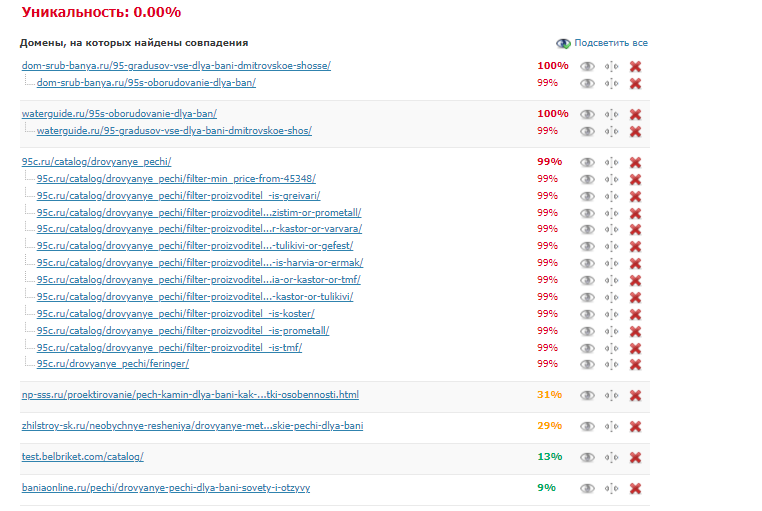 Уникальность: 0.00%
Домены, на которых найдены совпадения Подсветить все
dom-srub-banya.ru/95-gradusov-vse-dlya-bani-dmitrovskoe-shosse/ 100%
dom-srub-banya.ru/95s-oborudovanie-dlya-ban/ 99%
waterguide.ru/95s-oborudovanie-dlya-ban/ 100%
waterguide.ru/95-gradusov-vse-dlya-bani-dmitrovskoe-shos/ 99%
95c.ru/catalog/drovyanye_pechi/ 99%
95c.ru/catalog/drovyanye_pechi/filter-min_price-from-45348/ 99%
95c.ru/catalog/drovyanye_pechi/filter-proizvoditel_-is-greivari/ 99%
95c.ru/catalog/drovyanye_pechi/filter-proizvoditel...zistim-or-prometall/ 99%
95c.ru/catalog/drovyanye_pechi/filter-proizvoditel...r-kastor-or-varvara/ 99%
95c.ru/catalog/drovyanye_pechi/filter-proizvoditel...-tulikivi-or-gefest/ 99%
95c.ru/catalog/drovyanye_pechi/filter-proizvoditel...-is-harvia-or-ermak/ 99%
95c.ru/catalog/drovyanye_pechi/filter-proizvoditel...ia-or-kastor-or-tmf/ 99%
95c.ru/catalog/drovyanye_pechi/filter-proizvoditel...-kastor-or-tulikivi/ 99%
95c.ru/catalog/drovyanye_pechi/filter-proizvoditel_-is-koster/ 99%
95c.ru/catalog/drovyanye_pechi/filter-proizvoditel_-is-prometall/ 99%
95c.ru/catalog/drovyanye_pechi/filter-proizvoditel_-is-tmf/ 99%
95c.ru/drovyanye_pechi/feringer/ 99%
np-sss.ru/proektirovanie/pech-kamin-dlya-bani-kak-...tki-osobennosti.html 31%
zhilstroy-sk.ru/neobychnye-resheniya/drovyanye-met...skie-pechi-dlya-bani 29%
test.belbriket.com/catalog/ 13%
baniaonline.ru/pechi/drovyanye-pechi-dlya-bani-sovety-i-otzyvy 9%